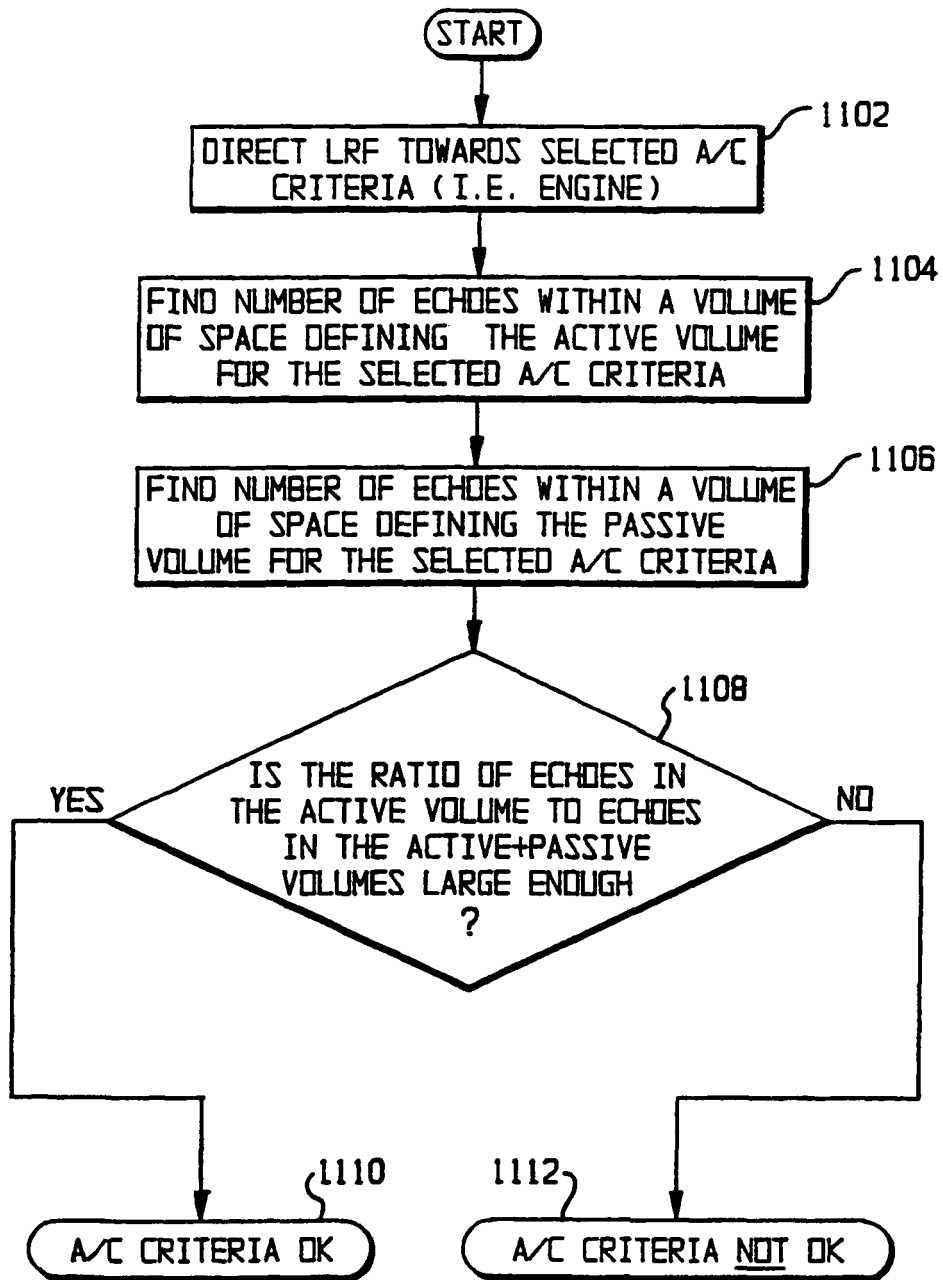 START
1102
DIRECT LRF TOWARDS SELECTED A/C
CRITERIA (I.E. ENGINE)
1104
FIND NUMBER OF ECHOES WITHIN A VOLUME
OF SPACE DEFINING THE ACTIVE VOLUME
FOR THE SELECTED A/C CRITERIA
1106
FIND NUMBER OF ECHOES WITHIN A VOLUME
OF SPACE DEFINING THE PASSIVE
VOLUME FOR THE SELECTED A/C CRITERIA
1108
IS THE RATIO OF ECHOES IN
THE ACTIVE VOLUME TO ECHOES
IN THE ACTIVE+PASSIVE
VOLUMES LARGE ENOUGH
?
YES
NO
1110
A/C CRITERIA OK
1112
A/C CRITERIA NOT OK